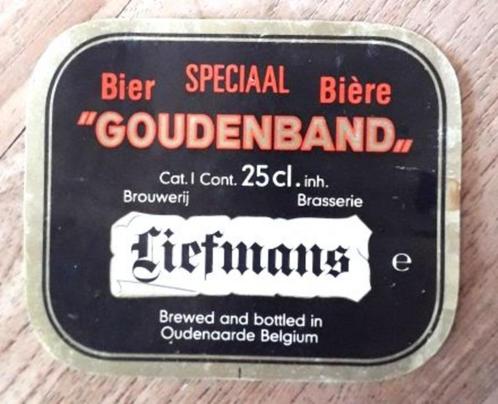 Bier SPECIAAL Bière
"GOUDENBAND"
Cat. I Cont. 25 cl. inh.
Brouwerij Brasserie
Liefmans e
Brewed and bottled in
Oudenaarde Belgium